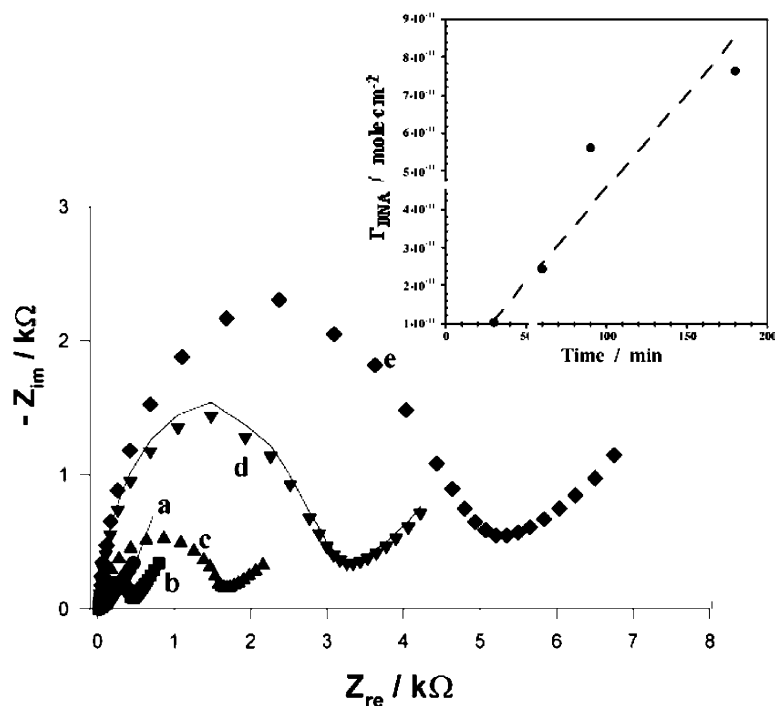 9·10⁻¹¹
8·10⁻¹¹
7·10⁻¹¹
6·10⁻¹¹
5·10⁻¹¹
4·10⁻¹¹
3·10⁻¹¹
2·10⁻¹¹
1·10⁻¹¹
Γ_DNA / mole cm⁻²
0 50 100 150 200
Time / min
3
2
1
0
- Z_im / kΩ
e
d
a
c
b
0 1 2 3 4 5 6 7 8
Z_re / kΩ